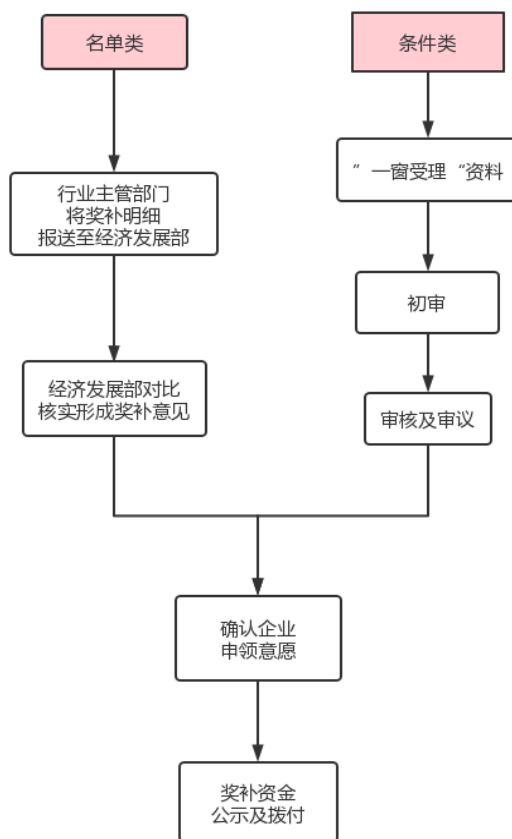 名单类
条件类
”一窗受理“资料
行业主管部门
将奖补明细
报送至经济发展部
初审
经济发展部对比
核实形成奖补意见
审核及审议
确认企业
申领意愿
奖补资金
公示及拨付